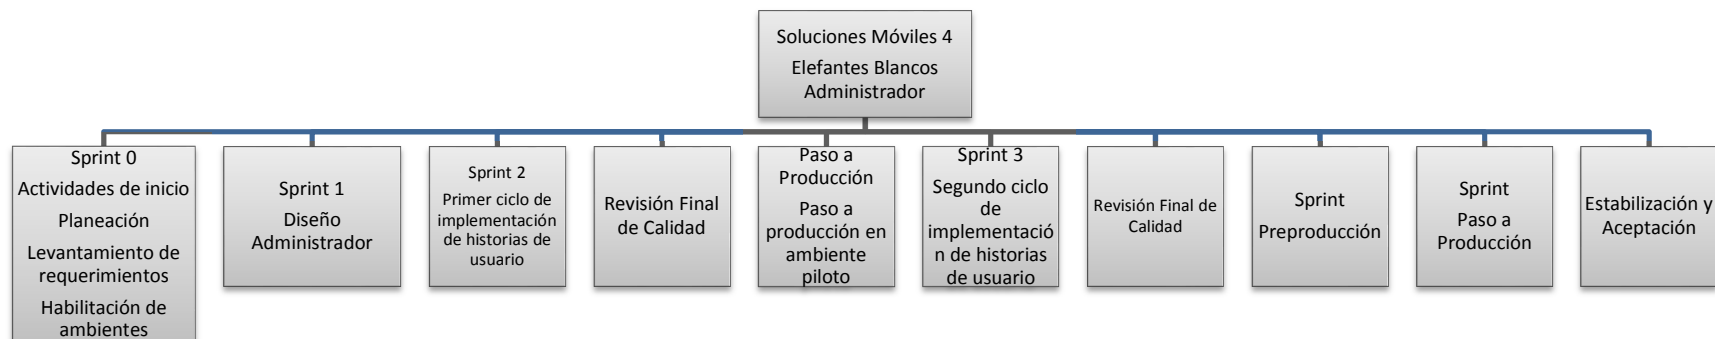 Soluciones Móviles 4
Elefantes Blancos
Administrador
Sprint 0
Actividades de inicio
Planeación
Levantamiento de
requerimientos
Habilitación de
ambientes
Sprint 1
Diseño
Administrador
Sprint 2
Primer ciclo de
implementación
de historias de
usuario
Revisión Final
de Calidad
Paso a
Producción
Paso a
producción en
ambiente
piloto
Sprint 3
Segundo ciclo
de
implementació
n de historias
de usuario
Revisión Final de
Calidad
Sprint
Preproducción
Sprint
Paso a
Producción
Estabilización y
Aceptación